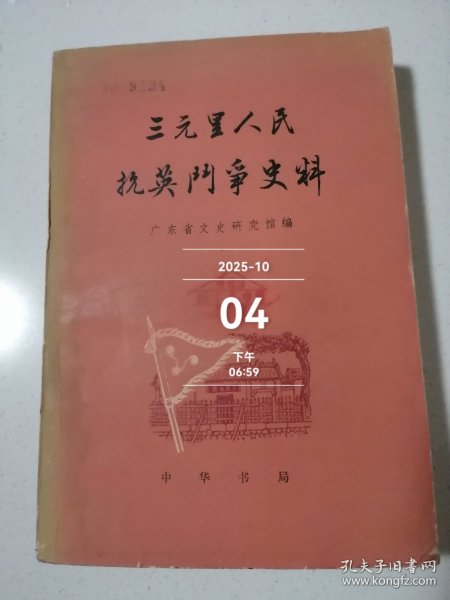 三元里人民
抗英鬥爭史料
广东省文史研究馆编
2025-10
04
下午
06:59
中华书局
孔夫子旧书网
www.kongfz.com